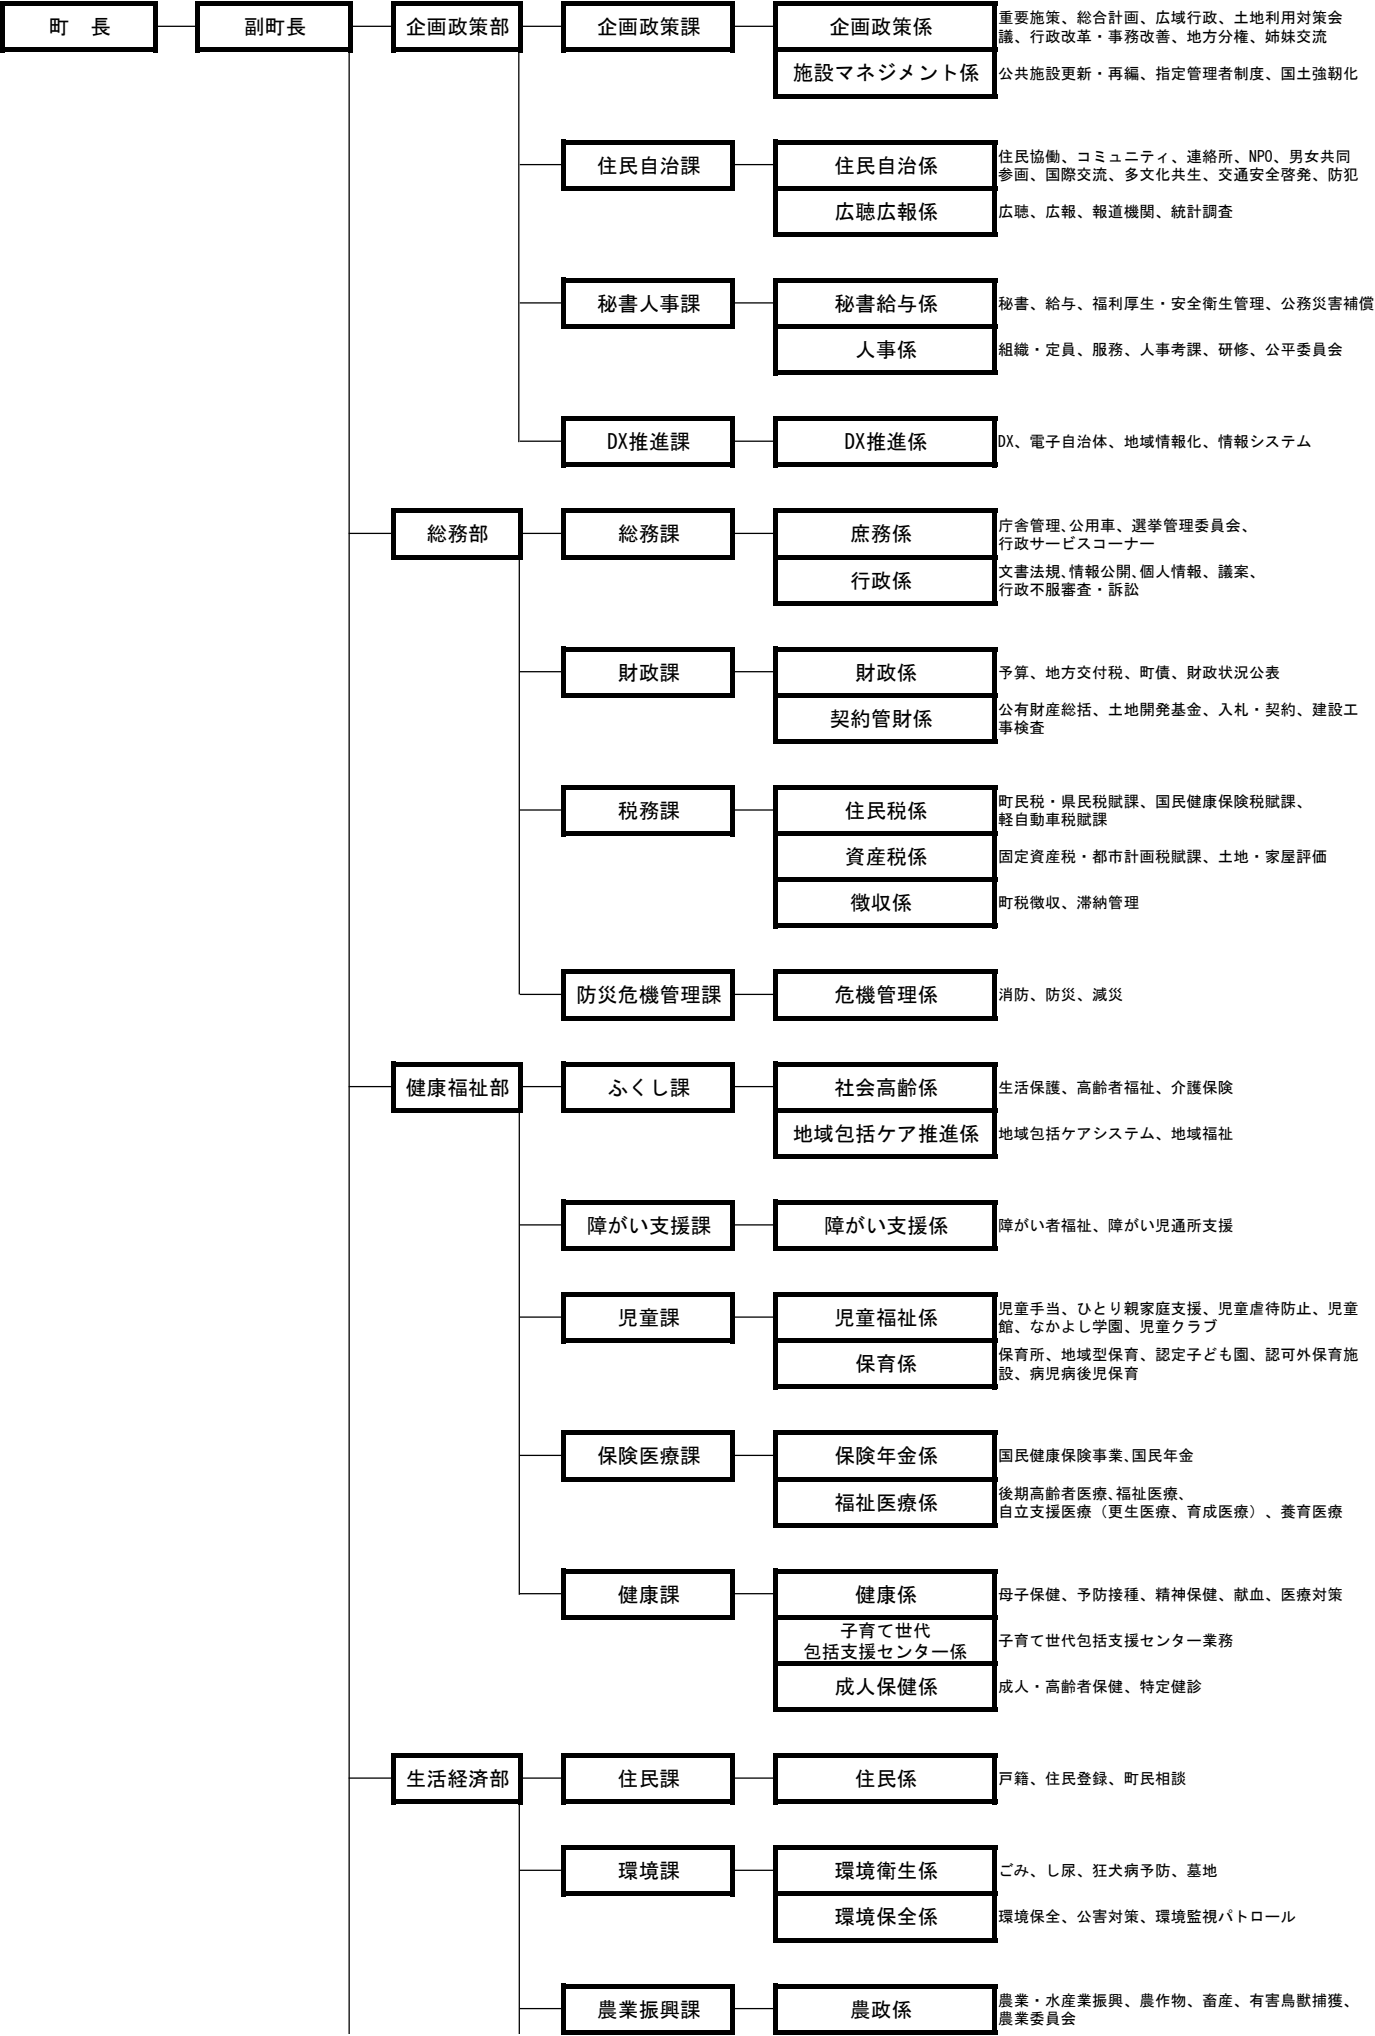 町　長
副町長
企画政策部
企画政策課
企画政策係
重要施策、総合計画、広域行政、土地利用対策会
議、行政改革・事務改善、地方分権、姉妹交流
施設マネジメント係
公共施設更新・再編、指定管理者制度、国土強靭化
住民自治課
住民自治係
住民協働、コミュニティ、連絡所、NPO、男女共同
参画、国際交流、多文化共生、交通安全啓発、防犯
広聴広報係
広聴、広報、報道機関、統計調査
秘書人事課
秘書給与係
秘書、給与、福利厚生・安全衛生管理、公務災害補償
人事係
組織・定員、服務、人事考課、研修、公平委員会
DX推進課
DX推進係
DX、電子自治体、地域情報化、情報システム
総務部
総務課
庶務係
庁舎管理、公用車、選挙管理委員会、
行政サービスコーナー
行政係
文書法規、情報公開、個人情報、議案、
行政不服審査・訴訟
財政課
財政係
予算、地方交付税、町債、財政状況公表
契約管財係
公有財産総括、土地開発基金、入札・契約、建設工
事検査
税務課
住民税係
町民税・県民税賦課、国民健康保険税賦課、
軽自動車税賦課
資産税係
固定資産税・都市計画税賦課、土地・家屋評価
徴収係
町税徴収、滞納管理
防災危機管理課
危機管理係
消防、防災、減災
健康福祉部
ふくし課
社会高齢係
生活保護、高齢者福祉、介護保険
地域包括ケア推進係
地域包括ケアシステム、地域福祉
障がい支援課
障がい支援係
障がい者福祉、障がい児通所支援
児童課
児童福祉係
児童手当、ひとり親家庭支援、児童虐待防止、児童
館、なかよし学園、児童クラブ
保育係
保育所、地域型保育、認定子ども園、認可外保育施
設、病児病後児保育
保険医療課
保険年金係
国民健康保険事業、国民年金
福祉医療係
後期高齢者医療、福祉医療、
自立支援医療（更生医療、育成医療）、養育医療
健康課
健康係
母子保健、予防接種、精神保健、献血、医療対策
子育て世代
包括支援センター係
子育て世代包括支援センター業務
成人保健係
成人・高齢者保健、特定健診
生活経済部
住民課
住民係
戸籍、住民登録、町民相談
環境課
環境衛生係
ごみ、し尿、狂犬病予防、墓地
環境保全係
環境保全、公害対策、環境監視パトロール
農業振興課
農政係
農業・水産業振興、農作物、畜産、有害鳥獣捕獲、
農業委員会